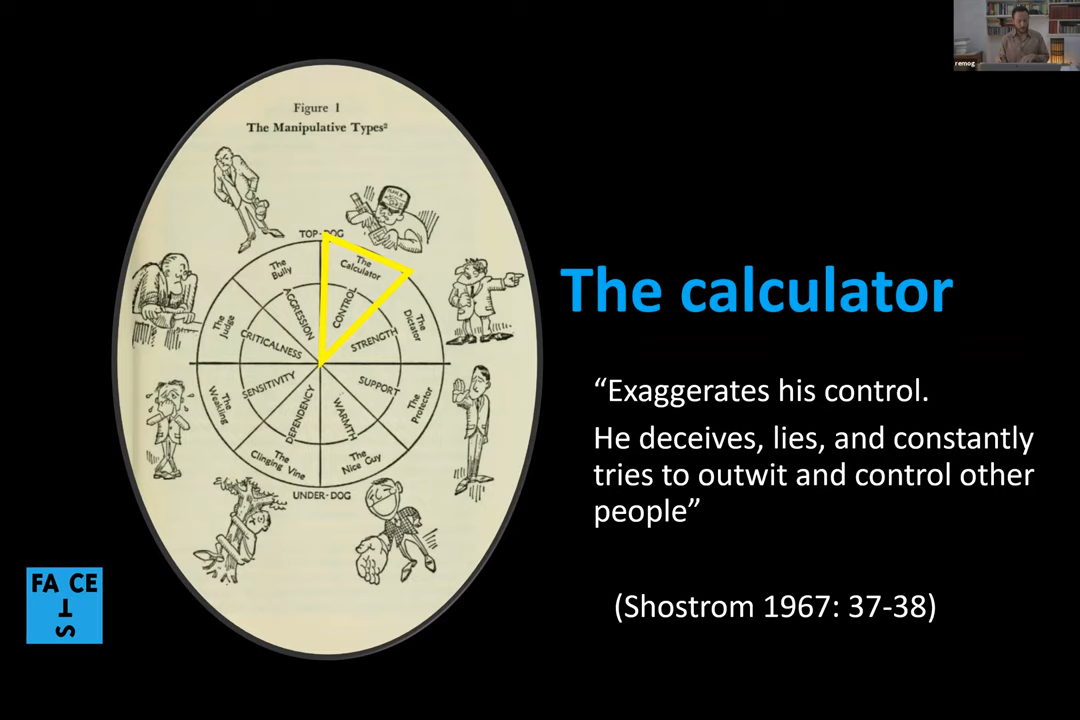 remog
Figure 1
The Manipulative Types²
TOP-DOG
The Bully
The Calculator
AGGRESSION
CONTROL
The Judge
The Dictator
CRITICALNESS
STRENGTH
SENSITIVITY
SUPPORT
The Weakling
The Protector
DEPENDENCY
WARMTH
The Clinging Vine
The Nice Guy
UNDER-DOG
The calculator
“Exaggerates his control.
He deceives, lies, and constantly
tries to outwit and control other
people”
(Shostrom 1967: 37-38)
FA CE
T
S